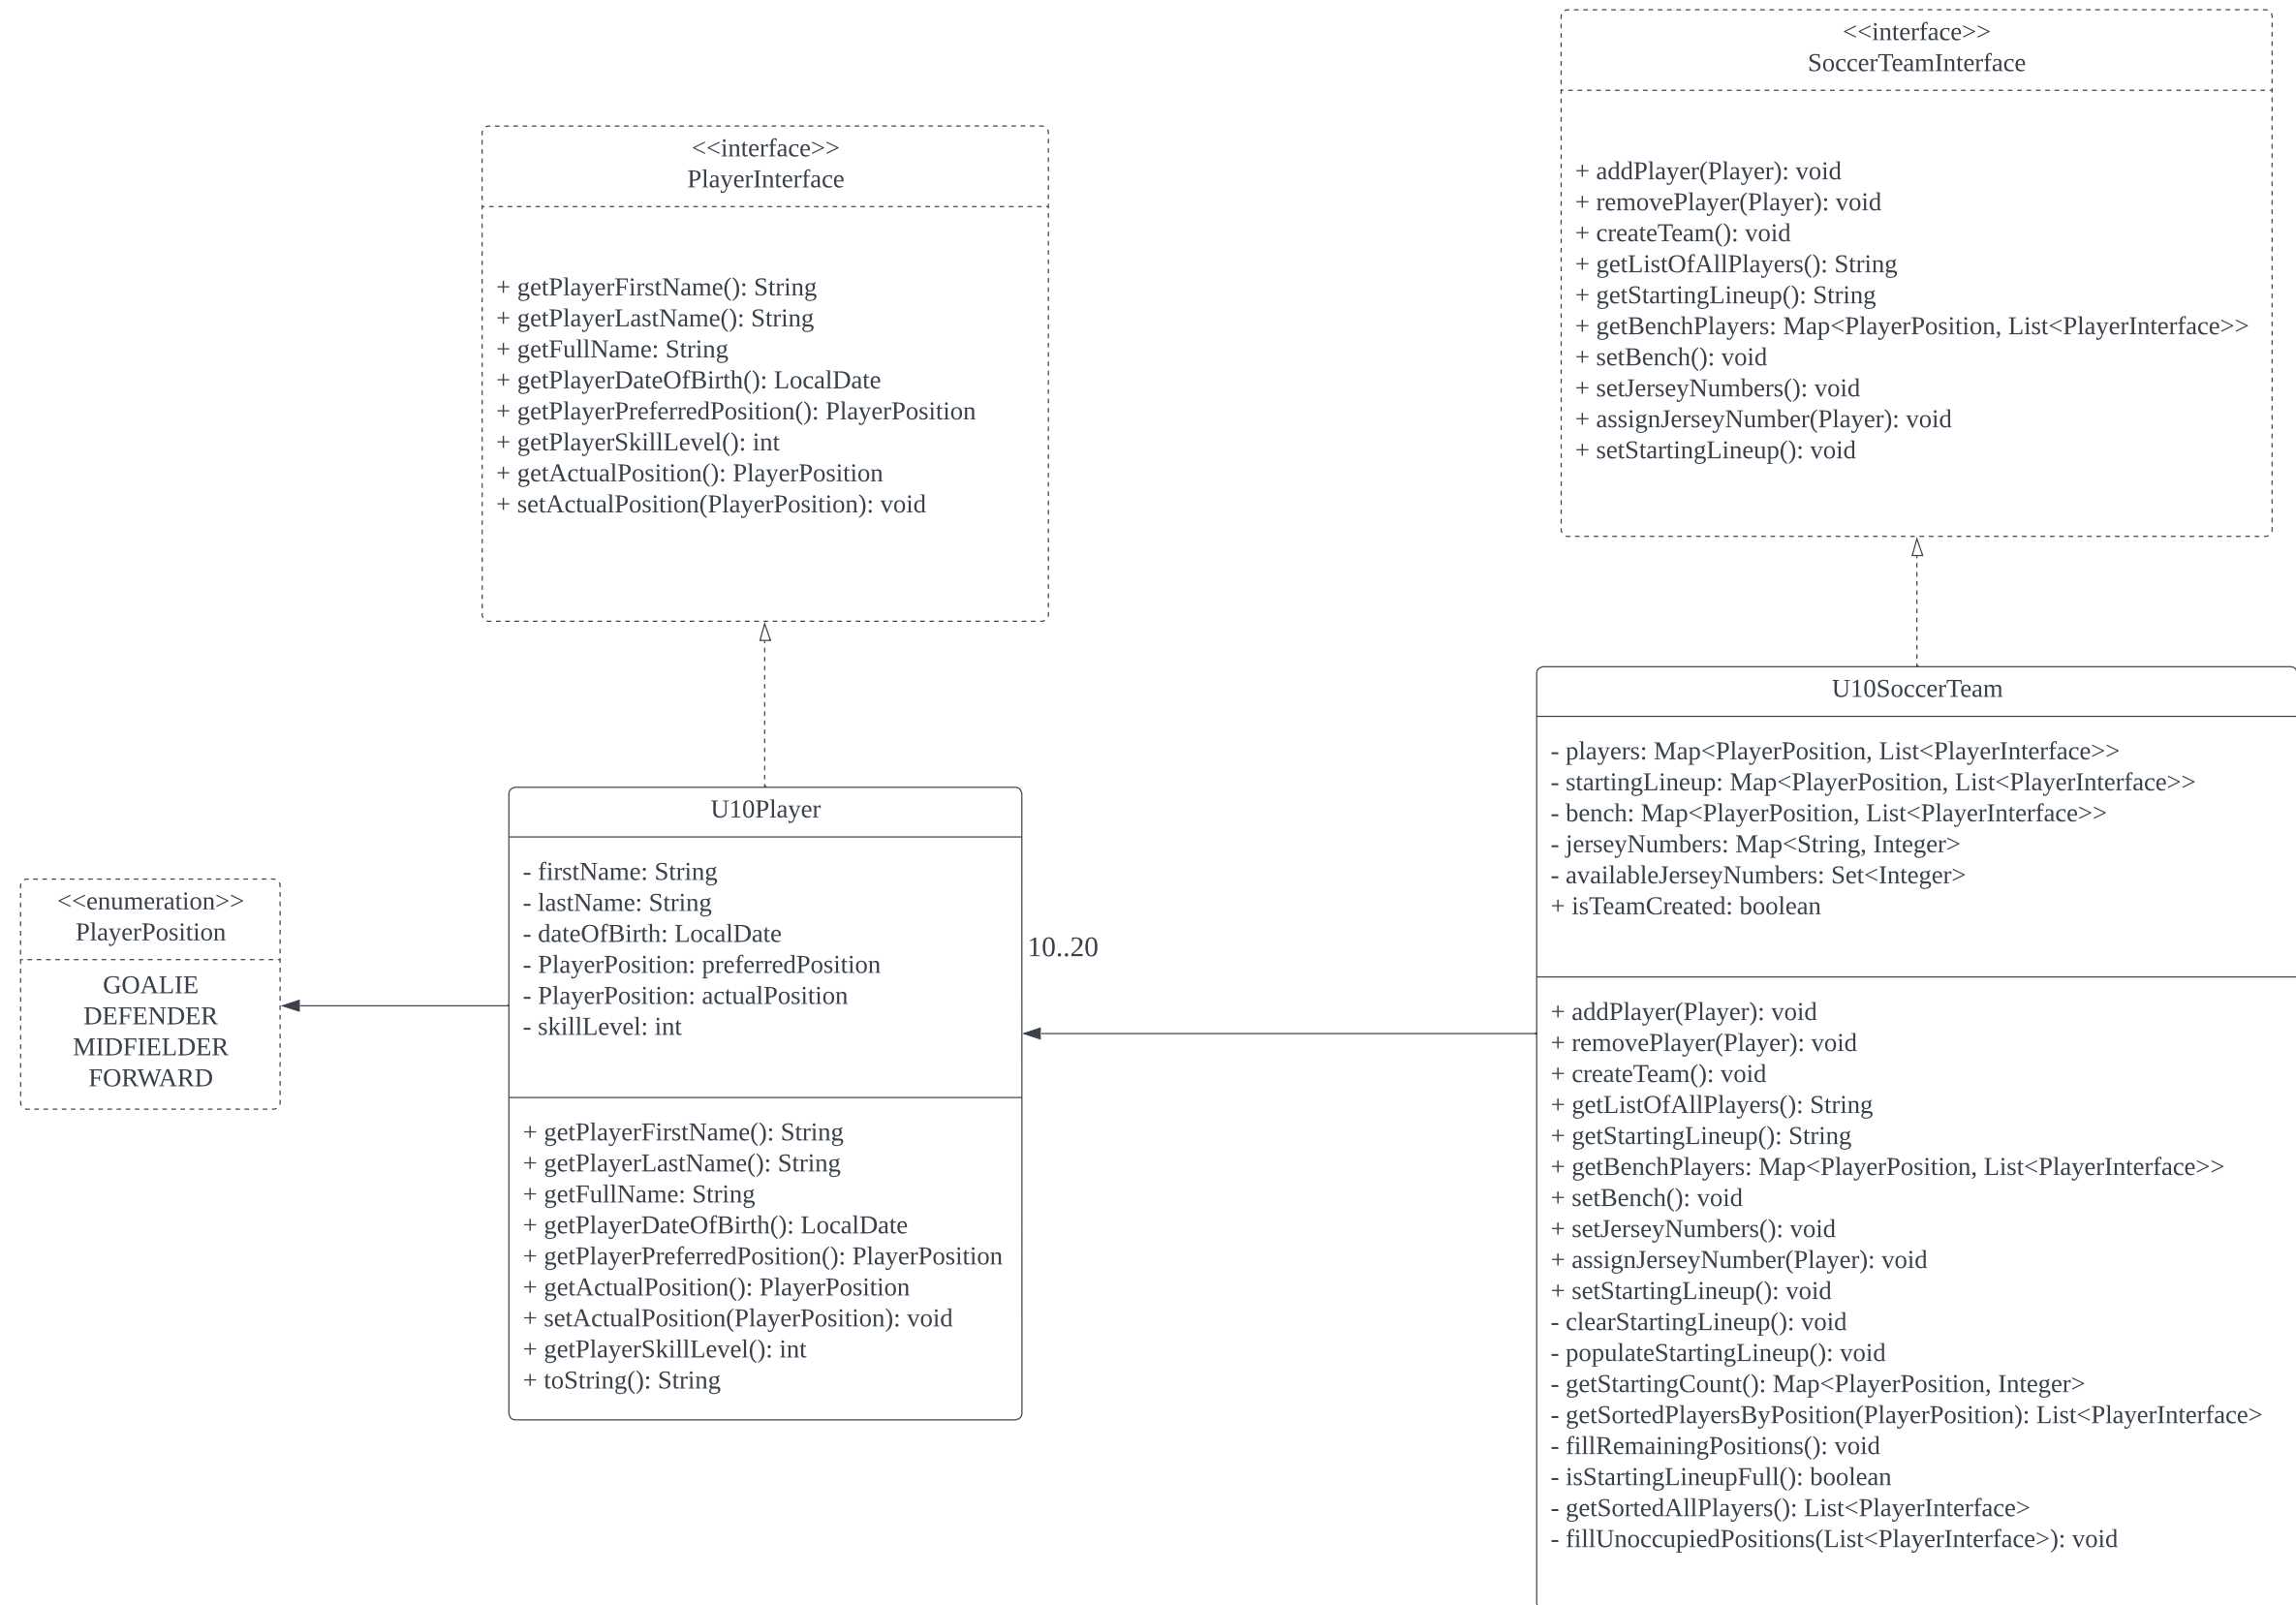 <<interface>>
SoccerTeamInterface
+ addPlayer(Player): void
+ removePlayer(Player): void
+ createTeam(): void
+ getListOfAllPlayers(): String
+ getStartingLineup(): String
+ getBenchPlayers: Map<PlayerPosition, List<PlayerInterface>>
+ setBench(): void
+ setJerseyNumbers(): void
+ assignJerseyNumber(Player): void
+ setStartingLineup(): void
<<interface>>
PlayerInterface
+ getPlayerFirstName(): String
+ getPlayerLastName(): String
+ getFullName: String
+ getPlayerDateOfBirth(): LocalDate
+ getPlayerPreferredPosition(): PlayerPosition
+ getPlayerSkillLevel(): int
+ getActualPosition(): PlayerPosition
+ setActualPosition(PlayerPosition): void
<<enumeration>>
PlayerPosition
GOALIE
DEFENDER
MIDFIELDER
FORWARD
U10Player
- firstName: String
- lastName: String
- dateOfBirth: LocalDate
- PlayerPosition: preferredPosition
- PlayerPosition: actualPosition
- skillLevel: int
+ getPlayerFirstName(): String
+ getPlayerLastName(): String
+ getFullName: String
+ getPlayerDateOfBirth(): LocalDate
+ getPlayerPreferredPosition(): PlayerPosition
+ getActualPosition(): PlayerPosition
+ setActualPosition(PlayerPosition): void
+ getPlayerSkillLevel(): int
+ toString(): String
10..20
U10SoccerTeam
- players: Map<PlayerPosition, List<PlayerInterface>>
- startingLineup: Map<PlayerPosition, List<PlayerInterface>>
- bench: Map<PlayerPosition, List<PlayerInterface>>
- jerseyNumbers: Map<String, Integer>
- availableJerseyNumbers: Set<Integer>
+ isTeamCreated: boolean
+ addPlayer(Player): void
+ removePlayer(Player): void
+ createTeam(): void
+ getListOfAllPlayers(): String
+ getStartingLineup(): String
+ getBenchPlayers: Map<PlayerPosition, List<PlayerInterface>>
+ setBench(): void
+ setJerseyNumbers(): void
+ assignJerseyNumber(Player): void
+ setStartingLineup(): void
- clearStartingLineup(): void
- populateStartingLineup(): void
- getStartingCount(): Map<PlayerPosition, Integer>
- getSortedPlayersByPosition(PlayerPosition): List<PlayerInterface>
- fillRemainingPositions(): void
- isStartingLineupFull(): boolean
- getSortedAllPlayers(): List<PlayerInterface>
- fillUnoccupiedPositions(List<PlayerInterface>): void